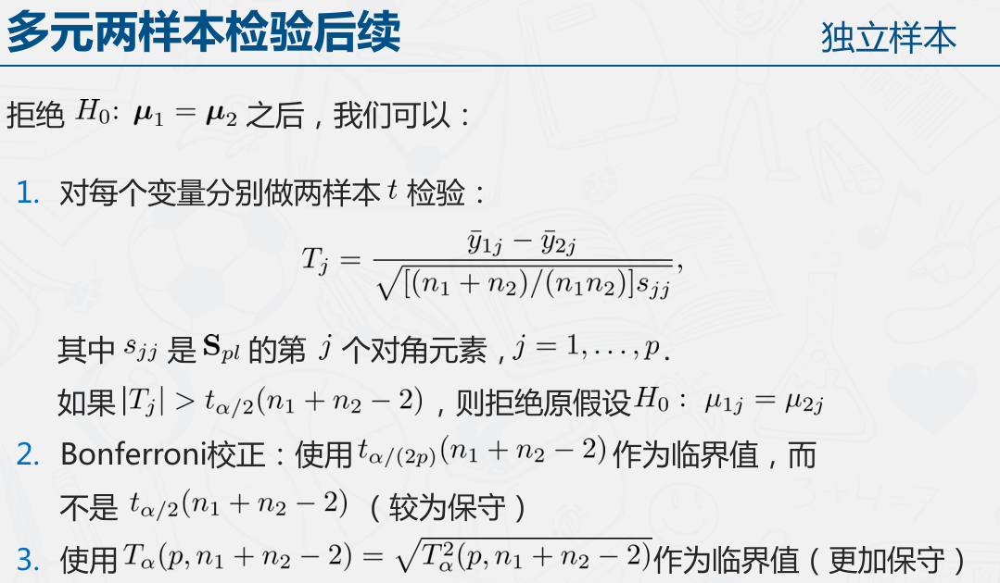 多元两样本检验后续
独立样本
拒绝 $H_0: \boldsymbol{\mu}_1 = \boldsymbol{\mu}_2$ 之后，我们可以：
1. 对每个变量分别做两样本 $t$ 检验：
$T_j = \frac{\bar{y}_{1j} - \bar{y}_{2j}}{\sqrt{[(n_1 + n_2)/(n_1 n_2)]s_{jj}}},$
其中 $s_{jj}$ 是 $\mathbf{S}_{pl}$ 的第 $j$ 个对角元素，$j = 1, \ldots, p.$
如果 $|T_j| > t_{\alpha/2}(n_1 + n_2 - 2)$ ，则拒绝原假设 $H_0: \mu_{1j} = \mu_{2j}$
2. Bonferroni校正：使用 $t_{\alpha/(2p)}(n_1 + n_2 - 2)$ 作为临界值，而
不是 $t_{\alpha/2}(n_1 + n_2 - 2)$ （较为保守）
3. 使用 $T_\alpha(p, n_1 + n_2 - 2) = \sqrt{T_\alpha^2(p, n_1 + n_2 - 2)}$ 作为临界值（更加保守）